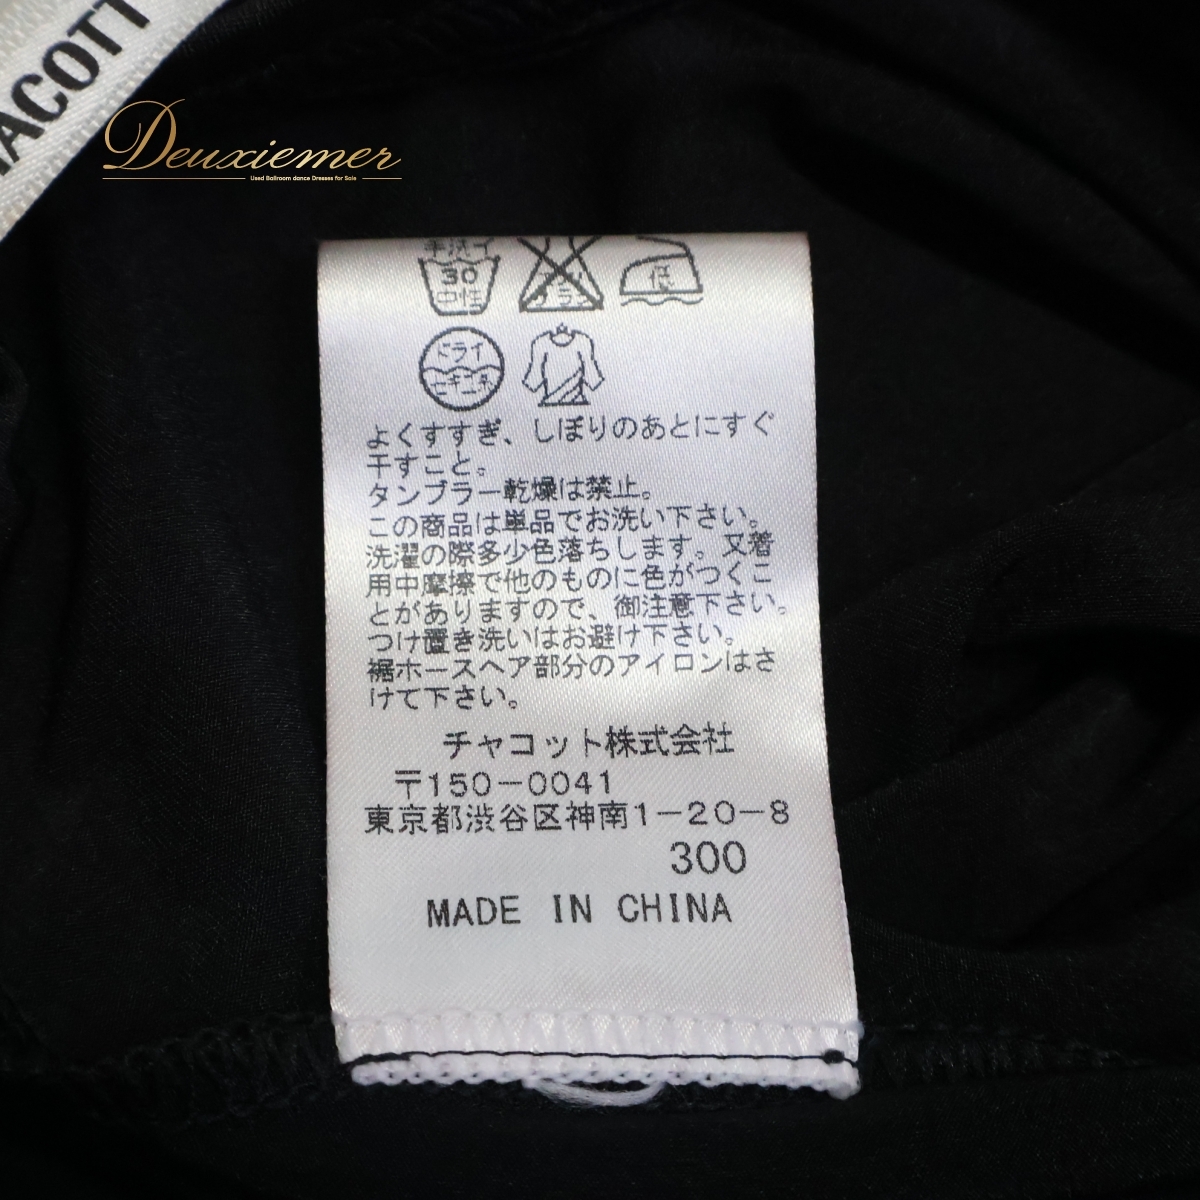 ACOTT
Deuxiemer
Used Ballroom dance Dresses for Sale
手洗イ
30
中性
低
ドライ
セキユ系
よくすすぎ、しぼりのあとにすぐ
干すこと。
タンブラー乾燥は禁止。
この商品は単品でお洗い下さい。
洗濯の際多少色落ちします。又着
用中摩擦で他のものに色がつくこ
とがありますので、御注意下さい。
つけ置き洗いはお避け下さい。
裾ホースヘア部分のアイロンはさ
けて下さい。
チャコット株式会社
〒150-0041
東京都渋谷区神南1-20-8
300
MADE IN CHINA